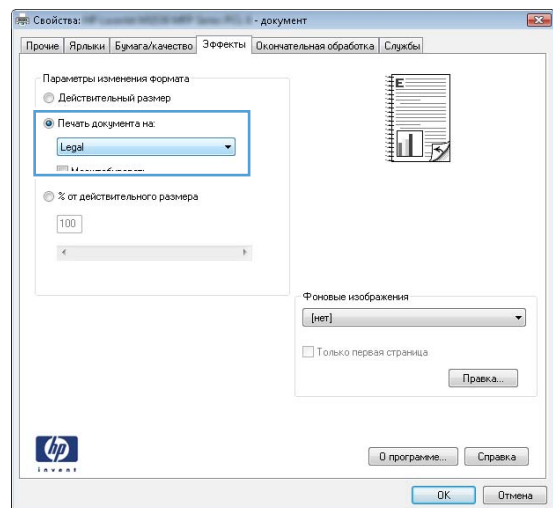 Свойства: - документ
Прочие Ярлыки Бумага/качество Эффекты Окончательная обработка Службы
Параметры изменения формата
Действительный размер
Печать документа на:
Legal
% от действительного размера
100
Фоновые изображения
[нет]
Только первая страница
Правка...
hp
invent
О программе... Справка
OK Отмена